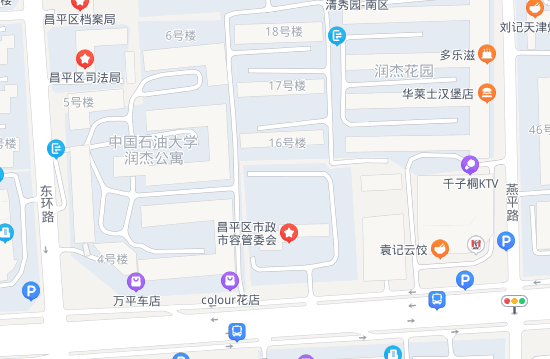 清秀园-南区
昌平区档案局
刘记天津
6号楼
18号楼
多乐滋
昌平区司法局
润杰花园
17号楼
华莱士汉堡店
5号楼
46
中国石油大学
润杰公寓
16号楼
千子桐KTV
东环路
燕平路
昌平区市政
市容管委会
袁记云饺
4号楼
万平车店
colour花店
P
P
P